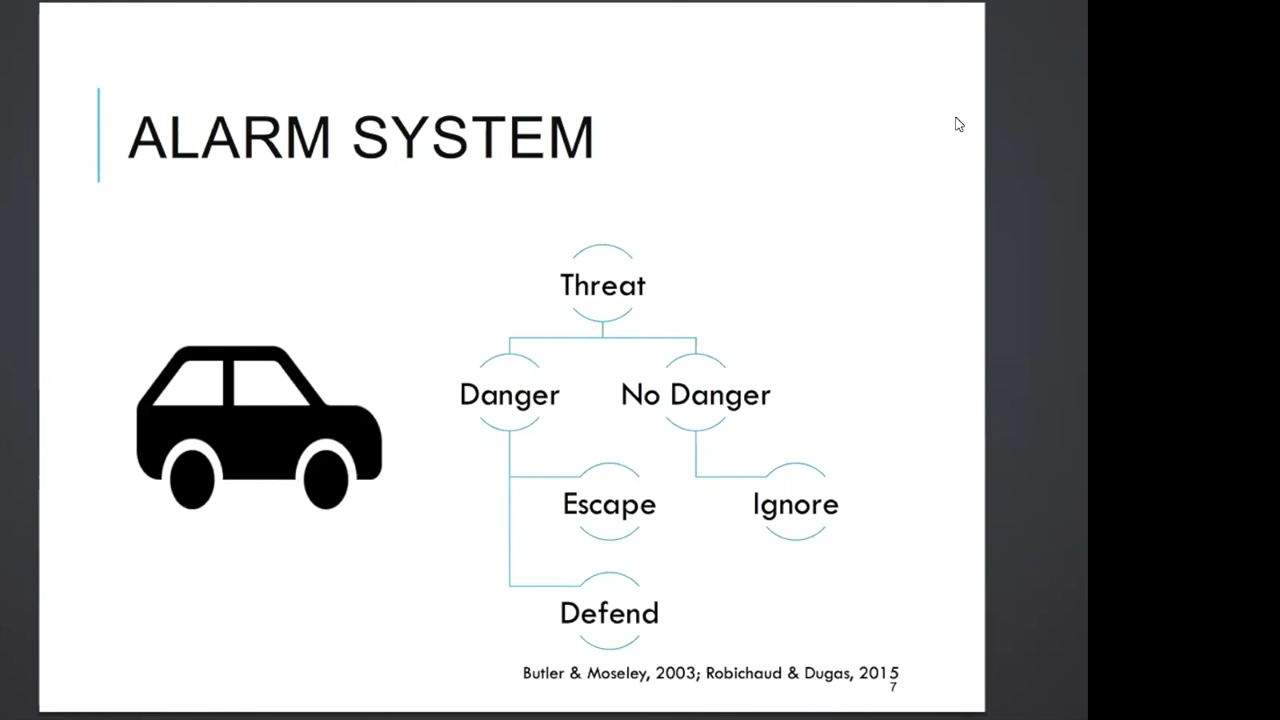 ALARM SYSTEM
Threat
Danger
No Danger
Escape
Ignore
Defend
Butler & Moseley, 2003; Robichaud & Dugas, 2015
7